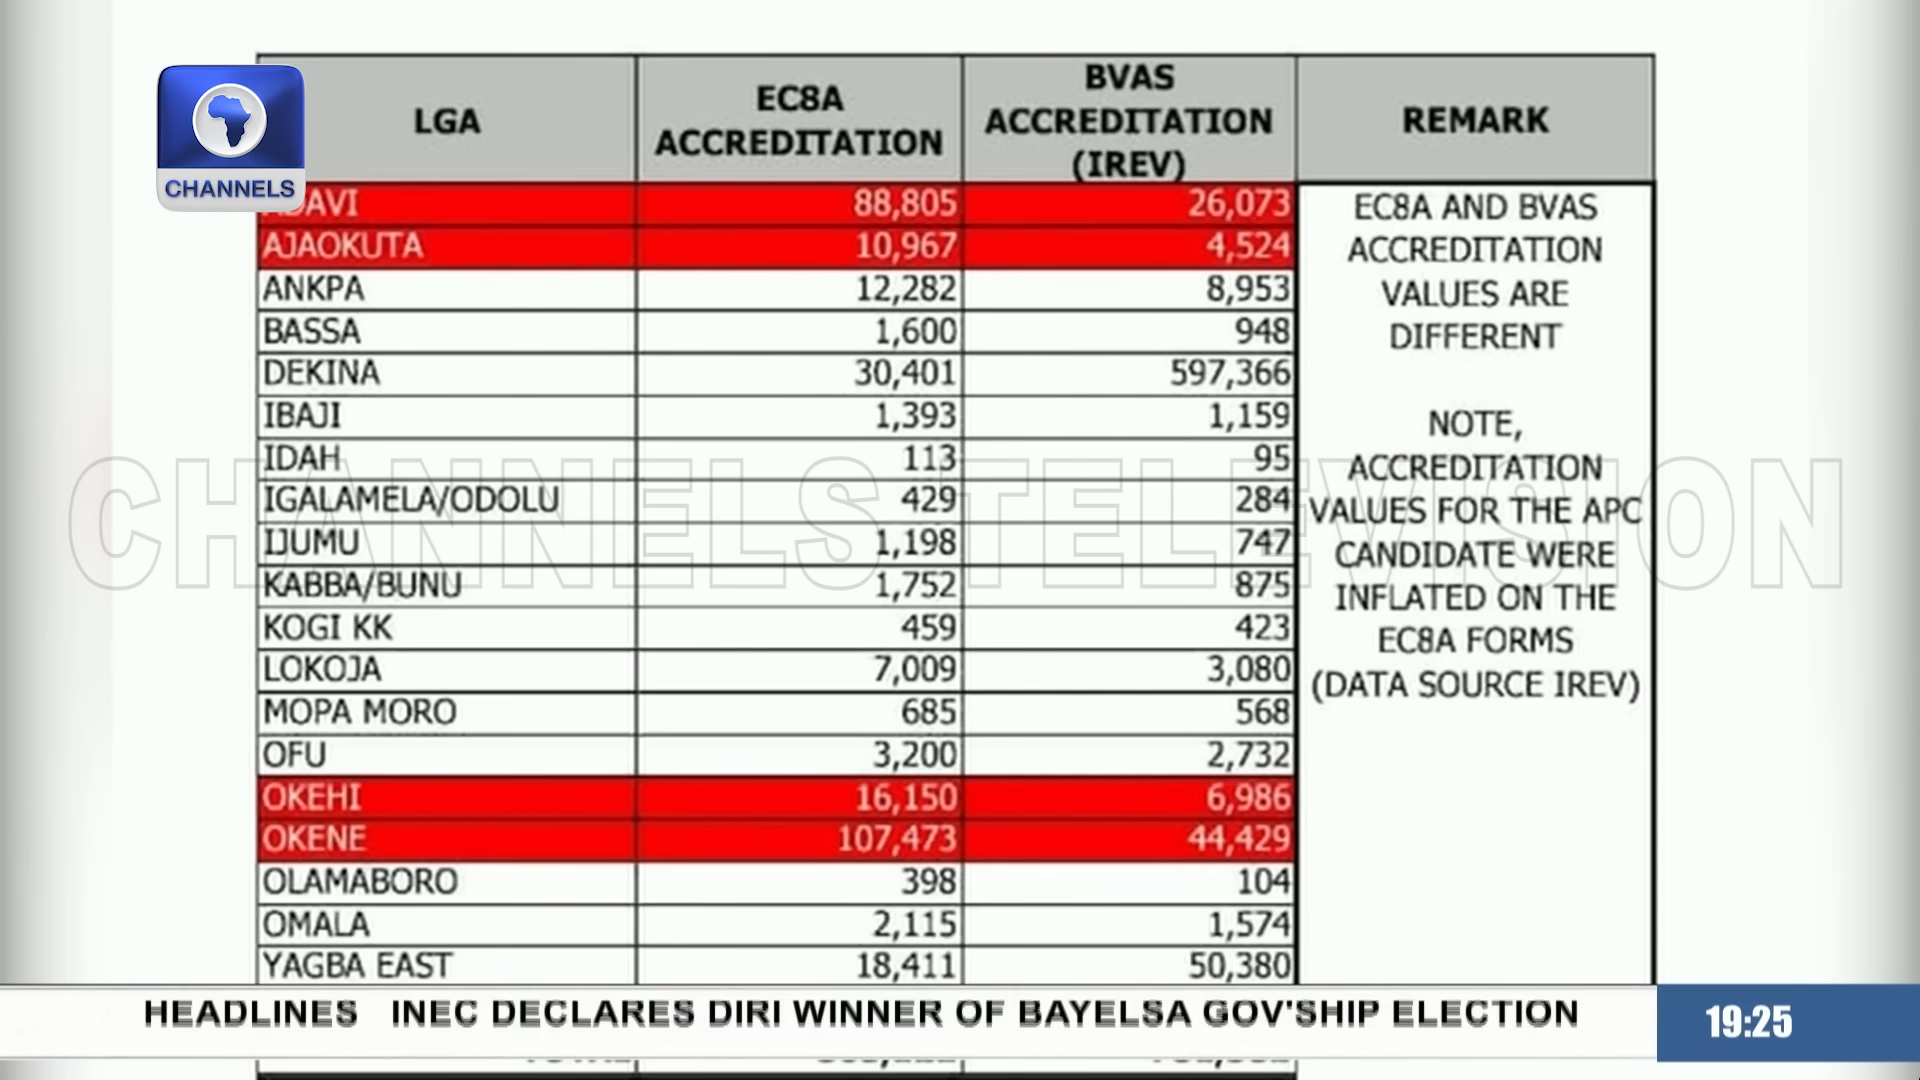 CHANNELS
LGA
EC8A ACCREDITATION
BVAS ACCREDITATION (IREV)
REMARK
88,805 26,073
AJAOKUTA 10,967 4,524
ANKPA 12,282 8,953
BASSA 1,600 948
DEKINA 30,401 597,366
IBAJI 1,393 1,159
IDAH 113 95
IGALAMELA/ODOLU 429 284
IJUMU 1,198 747
KABBA/BUNU 1,752 875
KOGI KK 459 423
LOKOJA 7,009 3,080
MOPA MORO 685 568
OFU 3,200 2,732
OKEHI 16,150 6,986
OKENE 107,473 44,429
OLAMABORO 398 104
OMALA 2,115 1,574
YAGBA EAST 18,411 50,380
EC8A AND BVAS
ACCREDITATION
VALUES ARE
DIFFERENT
NOTE,
ACCREDITATION
VALUES FOR THE APC
CANDIDATE WERE
INFLATED ON THE
EC8A FORMS
(DATA SOURCE IREV)
CHANNELS TELEVISION
HEADLINES INEC DECLARES DIRI WINNER OF BAYELSA GOV'SHIP ELECTION
19:25